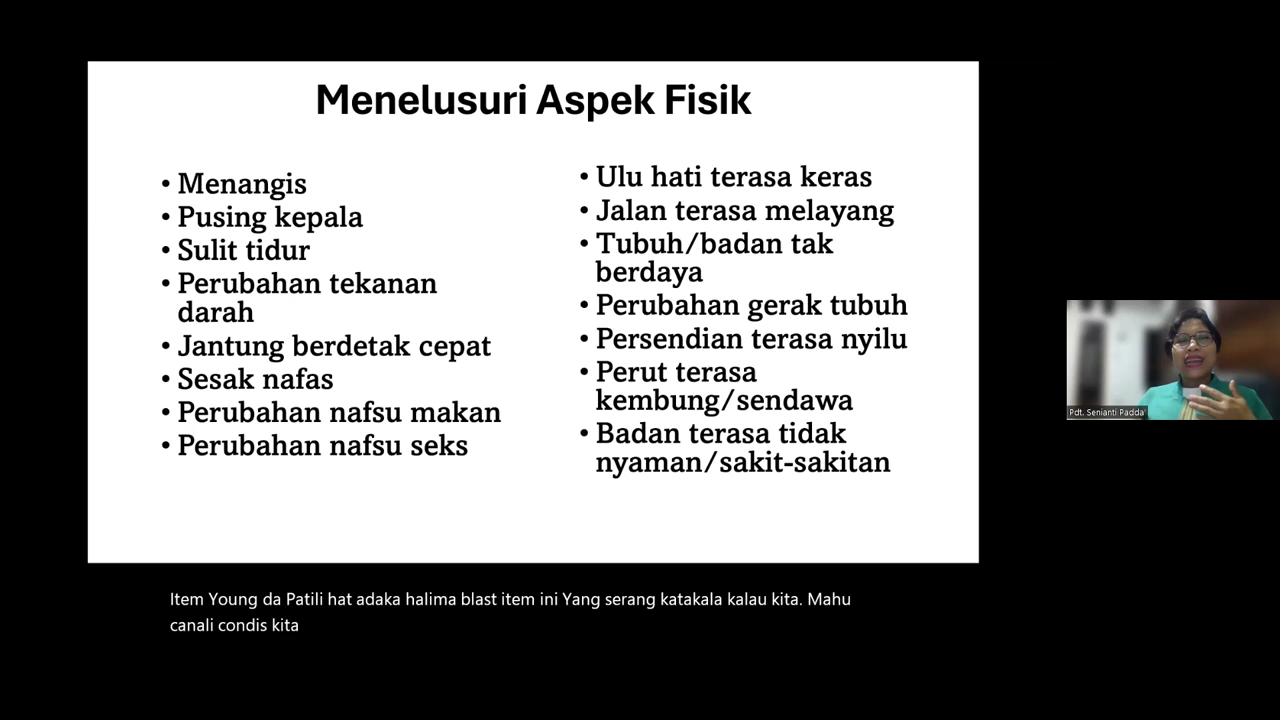 Menelusuri Aspek Fisik
• Menangis
• Pusing kepala
• Sulit tidur
• Perubahan tekanan
darah
• Jantung berdetak cepat
• Sesak nafas
• Perubahan nafsu makan
• Perubahan nafsu seks
• Ulu hati terasa keras
• Jalan terasa melayang
• Tubuh/badan tak
berdaya
• Perubahan gerak tubuh
• Persendian terasa nyilu
• Perut terasa
kembung/sendawa
• Badan terasa tidak
nyaman/sakit-sakitan
Pdt. Senianti Padda'
Item Young da Patili hat adaka halima blast item ini Yang serang katakala kalau kita. Mahu
canali condis kita